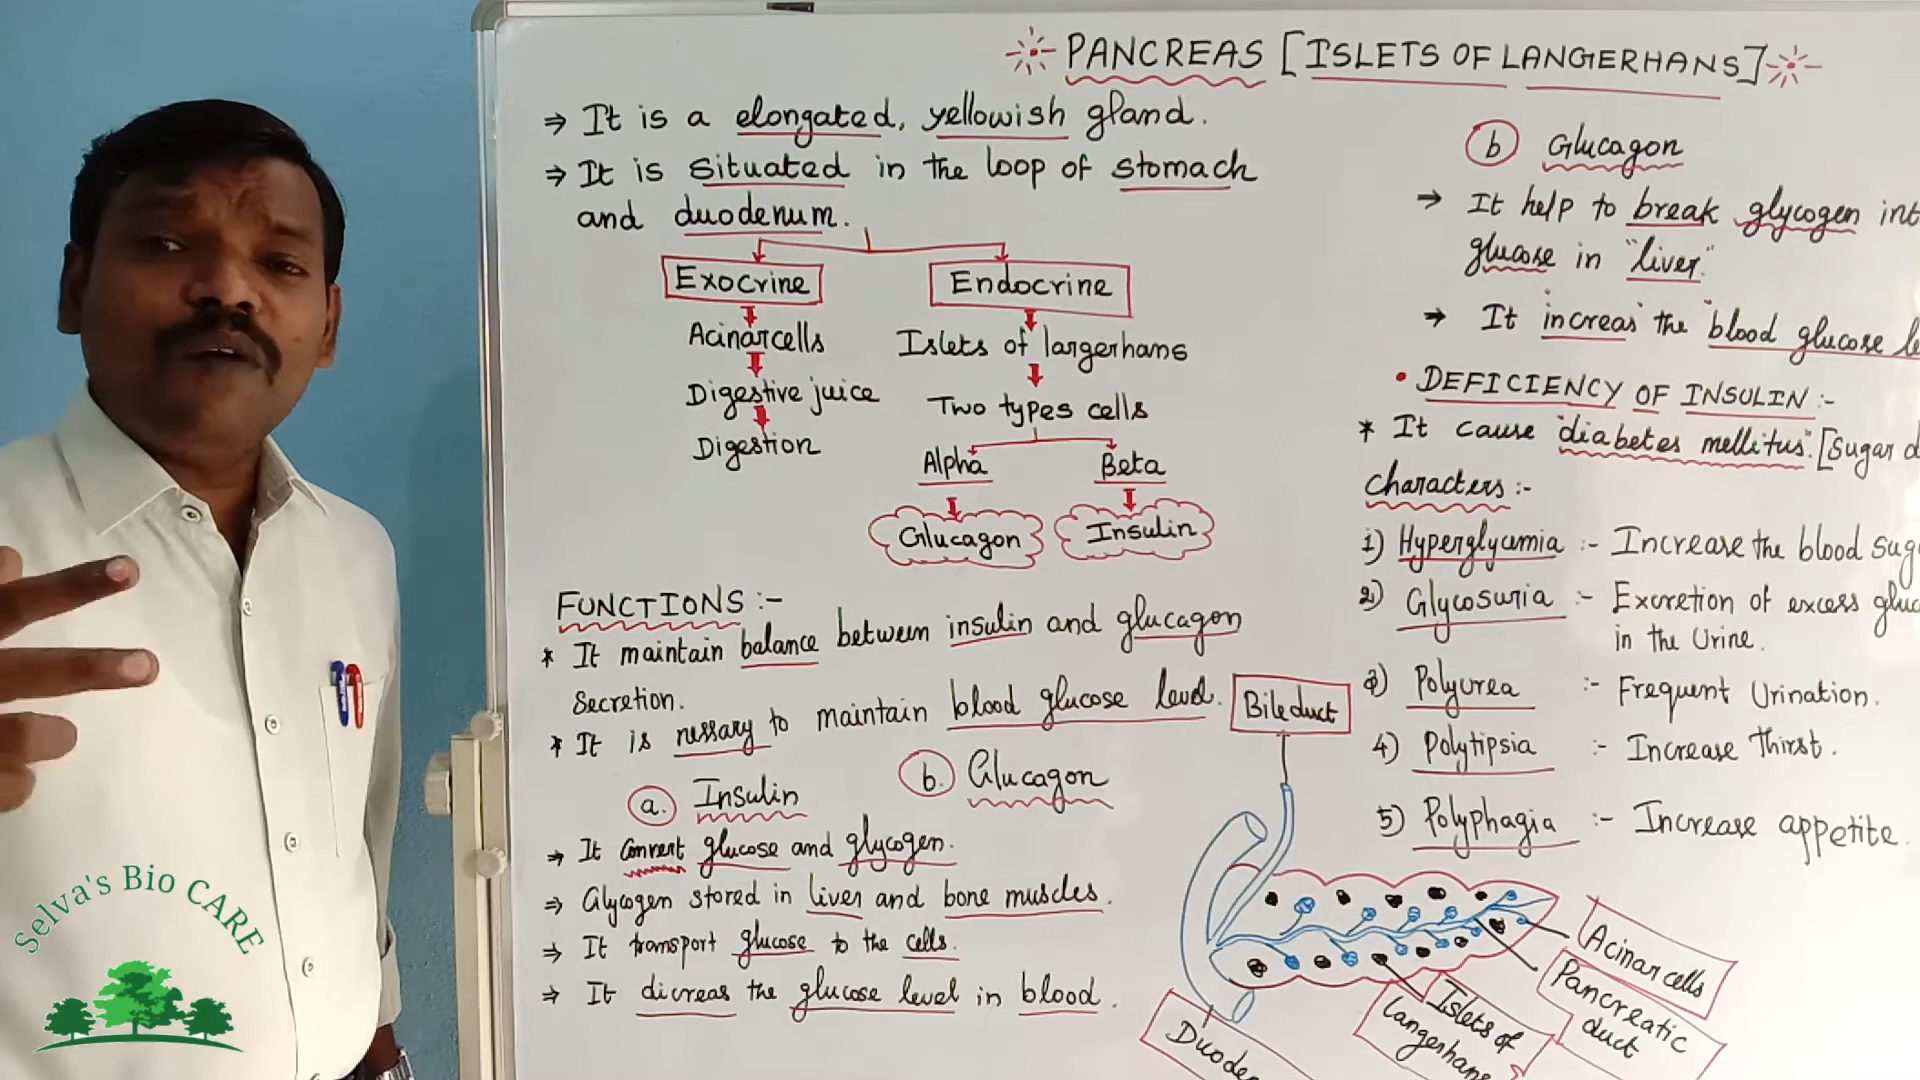 PANCREAS [ISLETS OF LANGERHANS]
⇒ It is a elongated, yellowish gland.
⇒ It is situated in the loop of stomach
and duodenum.
Exocrine
Acinarcells
Digestive juice
Digestion
Endocrine
Islets of largerhans
Two types cells
Alpha
Beta
Glucagon
Insulin
FUNCTIONS :-
* It maintain balance between insulin and glucagon
Secretion.
* It is nessary to maintain blood glucose level.
a. Insulin
b. Glucagon
⇒ It Convert glucose and glycogen.
⇒ Glycogen stored in liver and bone muscles.
⇒ It transport glucose to the cells.
⇒ It dicreas the glucose level in blood.
b Glucagon
→ It help to break glycogen int
glucose in "liver".
→ It increas the "blood glucose le
• DEFICIENCY OF INSULIN :-
* It cause "diabetes mellitus". [Sugar d
Characters :-
1) Hyperglycemia :- Increase the blood sug
2) Glycosuria :- Excretion of excess gluc
in the Urine.
3) Polyurea :- Frequent Urination.
4) Polytipsia :- Increase Thirst.
5) Polyphagia :- Increase appetite.
Bile duct
Acinar cells
Pancreatic
duct
Islets of
Langerhans
Duode
Selva's Bio CARE